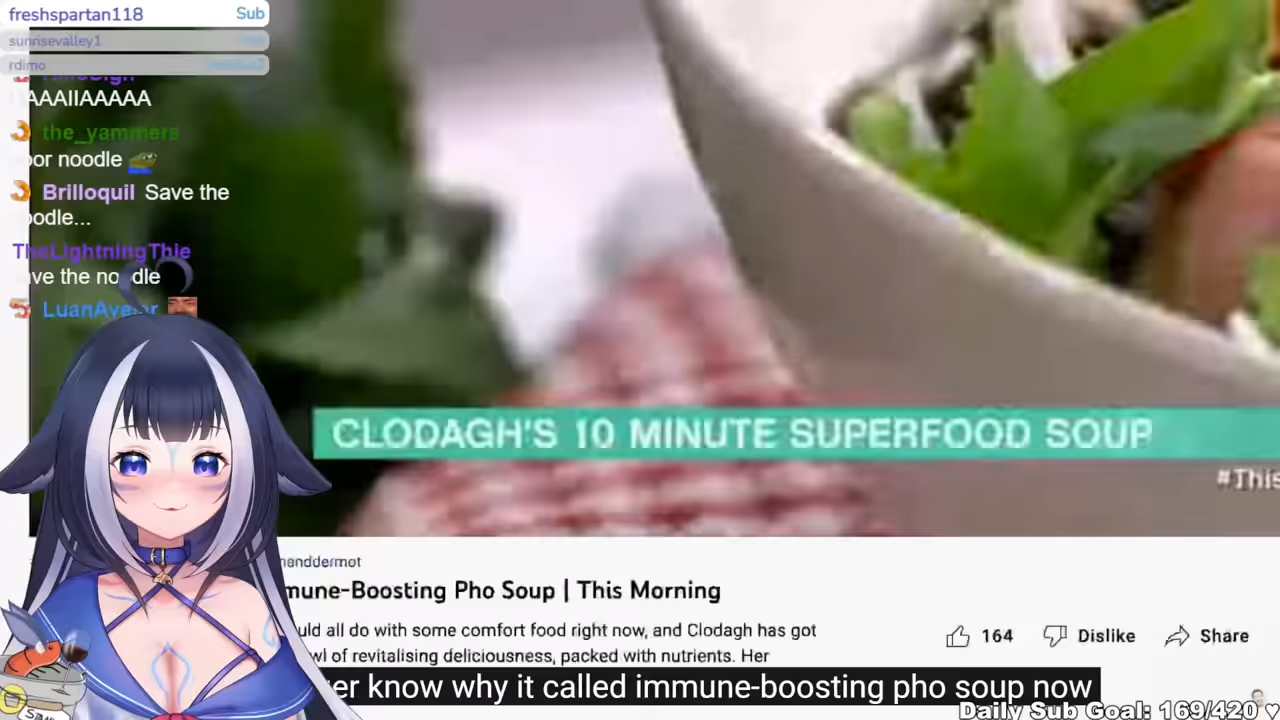 freshspartan118 Sub
sunrisevalley1
rdimo
AAAIIAAAAA
the_yammers
oor noodle
Brilloquil Save the
oodle...
TheLightningThie
ave the no dle
LuanAve
CLODAGH'S 10 MINUTE SUPERFOOD SOUP
#This
handdermot
mune-Boosting Pho Soup | This Morning
uld all do with some comfort food right now, and Clodagh has got
wl of revitalising deliciousness, packed with nutrients. Her
164 Dislike Share
er know why it called immune-boosting pho soup now
Daily Sub Goal: 169/420 ♥